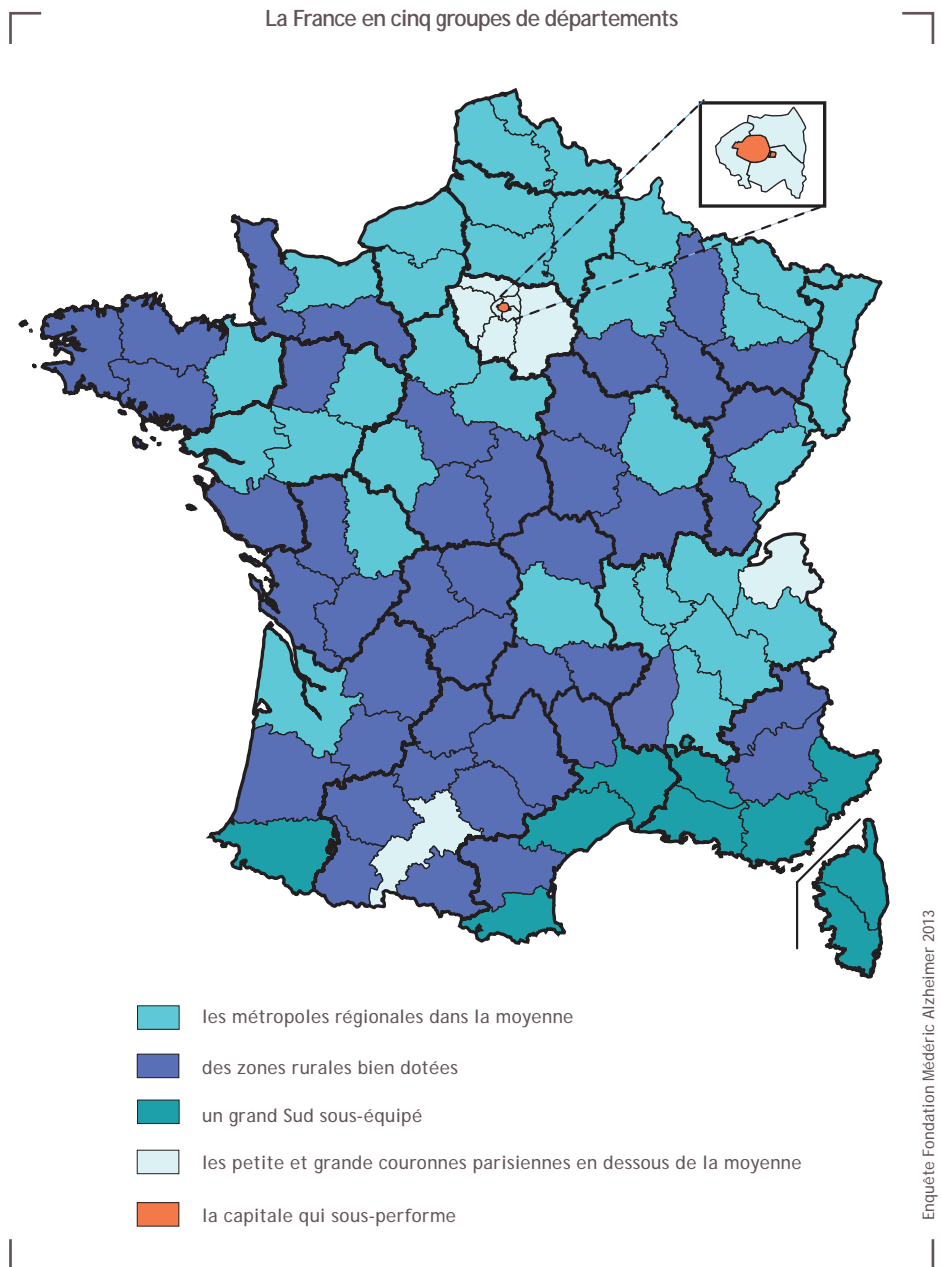 La France en cinq groupes de départements
les métropoles régionales dans la moyenne
des zones rurales bien dotées
un grand Sud sous-équipé
les petite et grande couronnes parisiennes en dessous de la moyenne
la capitale qui sous-performe
Enquête Fondation Médéric Alzheimer 2013